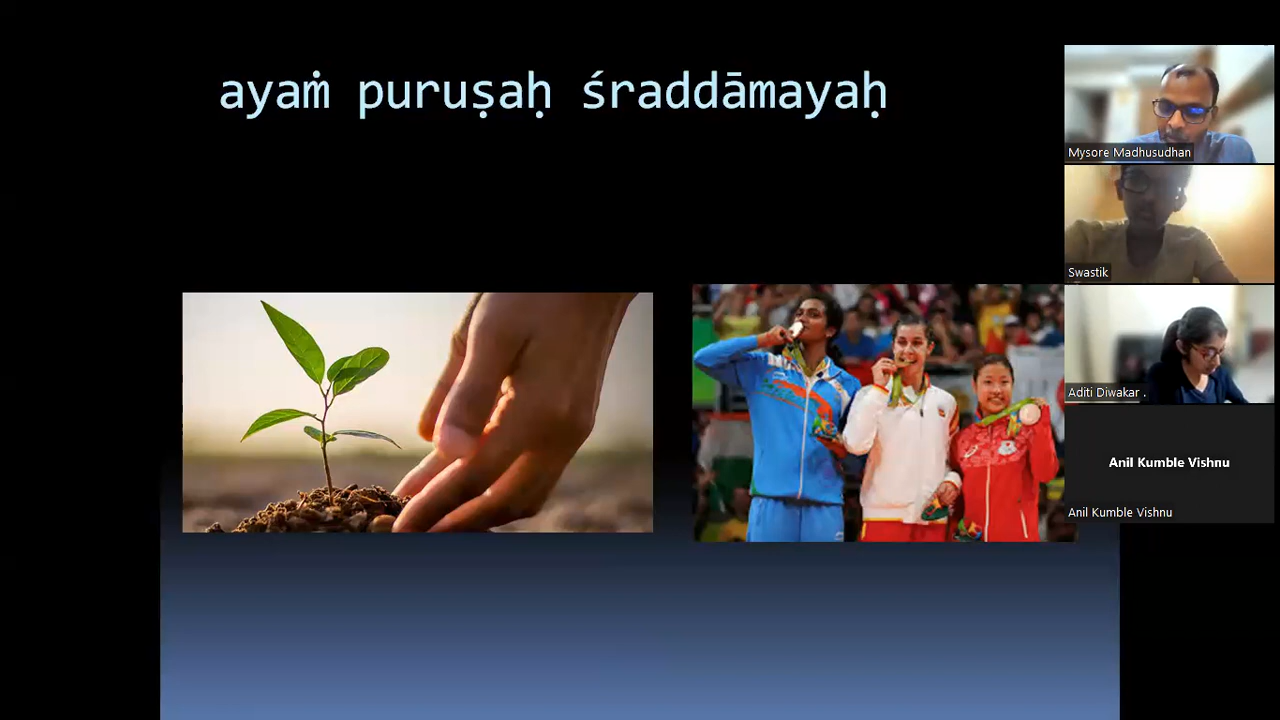 ayaṁ puruṣaḥ śraddāmayaḥ
Mysore Madhusudhan
Swastik
Aditi Diwakar .
Anil Kumble Vishnu
Anil Kumble Vishnu